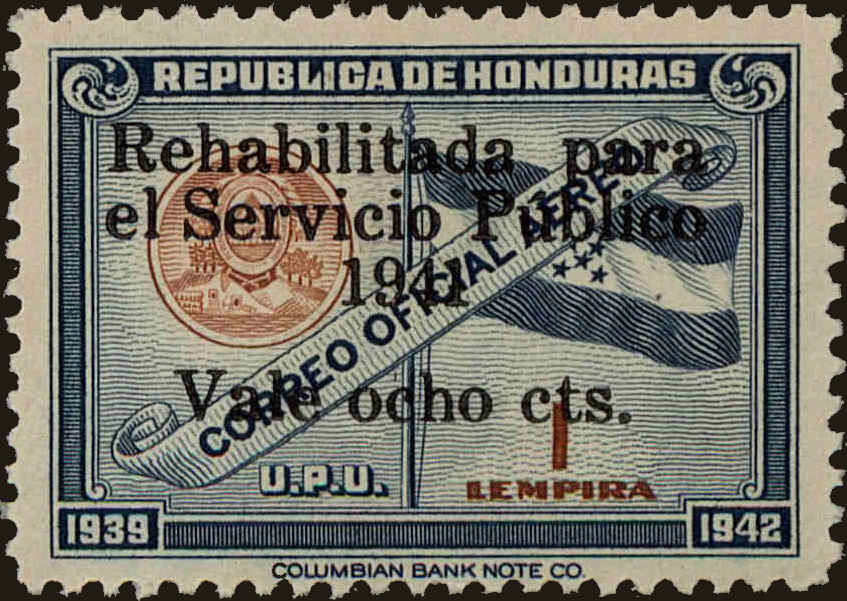 REPUBLICA DE HONDURAS
Rehabilitada para
el Servicio Público
1941
Vale ocho cts.
CORREO OFICIAL AÉREO
U.P.U.
1
LEMPIRA
1939
1942
COLUMBIAN BANK NOTE CO.